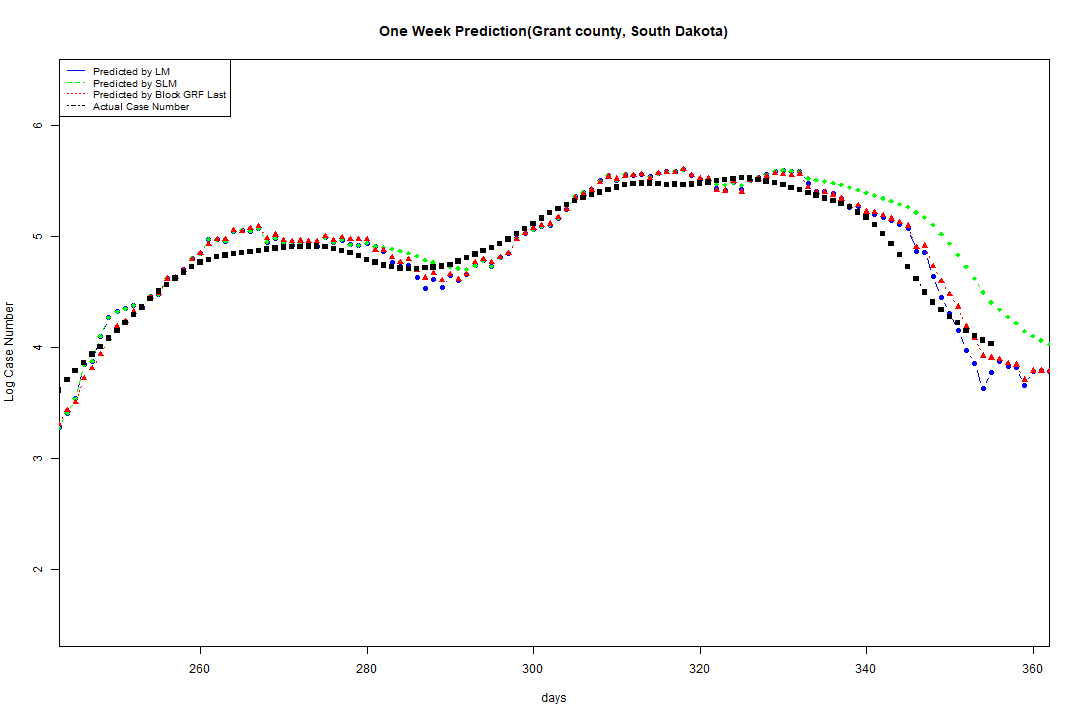 One Week Prediction(Grant county, South Dakota)
Predicted by LM
Predicted by SLM
Predicted by Block GRF Last
Actual Case Number
6
5
4
3
2
Log Case Number
260 280 300 320 340 360
days